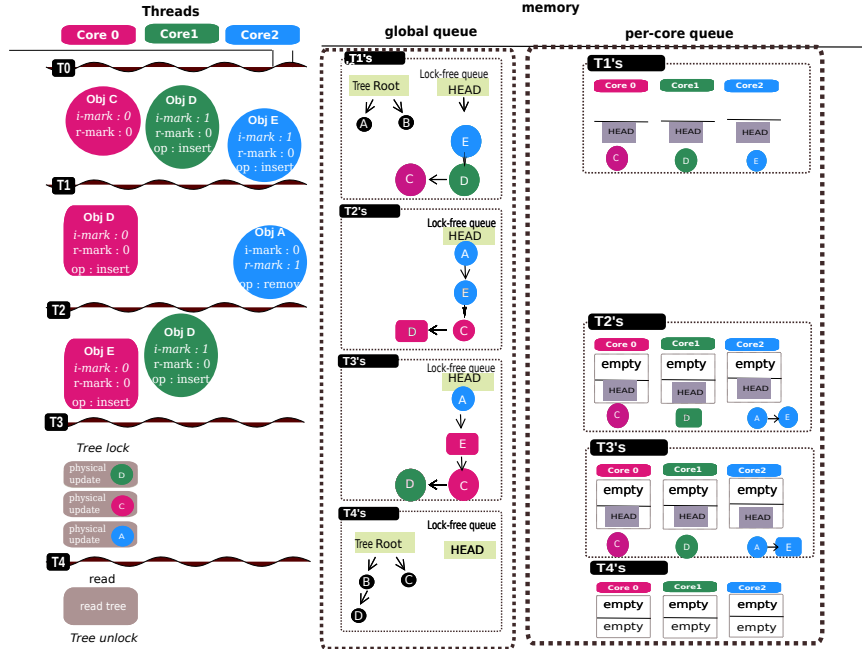 memory
Threads
global queue
per-core queue
Core 0
Core1
Core2
T0
Obj C
i-mark : 0
r-mark : 0
Obj D
i-mark : 1
r-mark : 0
op : insert
Obj E
i-mark : 1
r-mark : 0
op : insert
T1
Obj D
i-mark : 0
r-mark : 0
op : insert
Obj A
i-mark : 0
r-mark : 1
op : remov
T2
Obj E
i-mark : 0
r-mark : 0
op : insert
Obj D
i-mark : 1
r-mark : 0
op : insert
T3
Tree lock
physical
update
D
physical
update
C
physical
update
A
T4
read
read tree
Tree unlock
T1's
Tree Root
Lock-free queue
HEAD
A
B
E
C
D
T2's
Lock-free queue
HEAD
A
E
D
C
T3's
Lock-free queue
HEAD
A
E
D
C
T4's
Lock-free queue
Tree Root
HEAD
B
C
D
T1's
Core 0
Core1
Core2
HEAD
HEAD
HEAD
C
D
E
T2's
Core 0
Core1
Core2
empty
empty
empty
HEAD
HEAD
HEAD
C
D
A
E
T3's
Core 0
Core1
Core2
empty
empty
empty
HEAD
HEAD
HEAD
C
D
A
E
T4's
Core 0
Core1
Core2
empty
empty
empty
empty
empty
empty